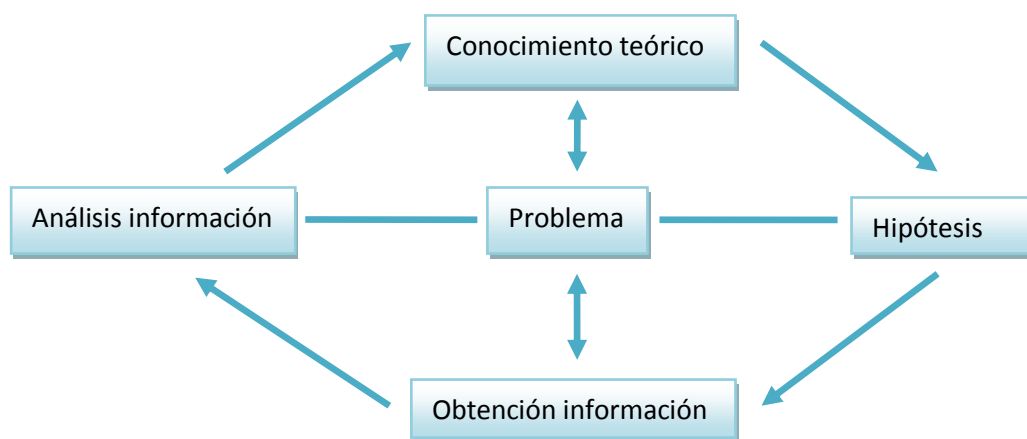 Conocimiento teórico
Análisis información
Problema
Hipótesis
Obtención información